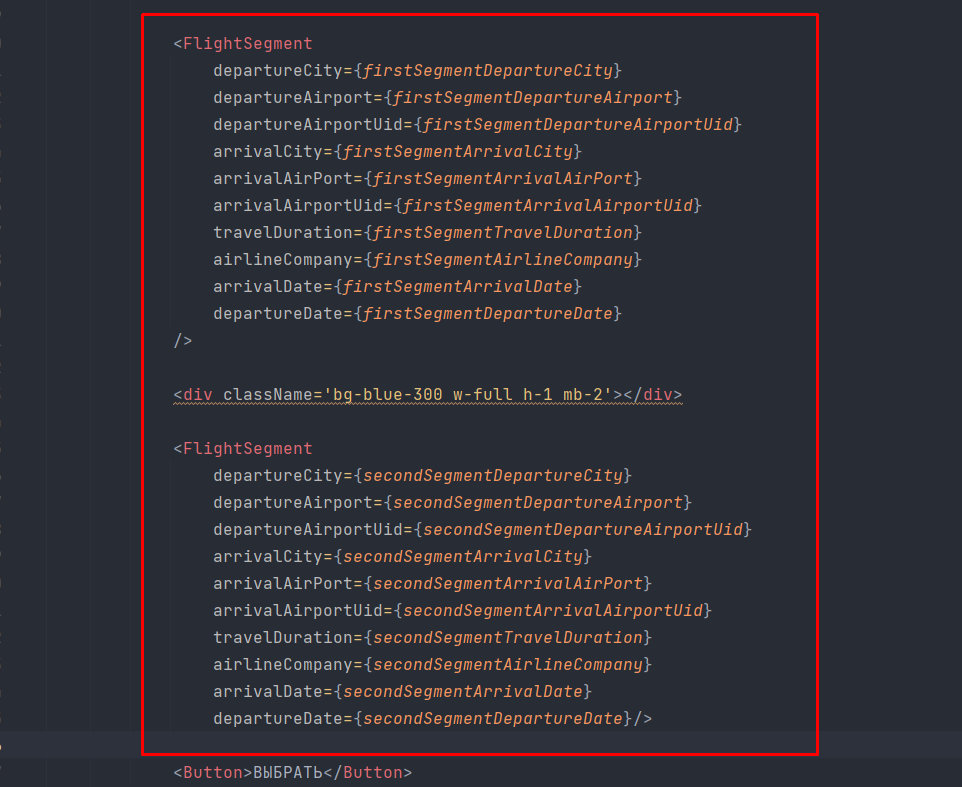 <FlightSegment
departureCity={firstSegmentDepartureCity}
departureAirport={firstSegmentDepartureAirport}
departureAirportUid={firstSegmentDepartureAirportUid}
arrivalCity={firstSegmentArrivalCity}
arrivalAirPort={firstSegmentArrivalAirPort}
arrivalAirportUid={firstSegmentArrivalAirportUid}
travelDuration={firstSegmentTravelDuration}
airlineCompany={firstSegmentAirlineCompany}
arrivalDate={firstSegmentArrivalDate}
departureDate={firstSegmentDepartureDate}
/>
<div className='bg-blue-300 w-full h-1 mb-2'></div>
<FlightSegment
departureCity={secondSegmentDepartureCity}
departureAirport={secondSegmentDepartureAirport}
departureAirportUid={secondSegmentDepartureAirportUid}
arrivalCity={secondSegmentArrivalCity}
arrivalAirPort={secondSegmentArrivalAirPort}
arrivalAirportUid={secondSegmentArrivalAirportUid}
travelDuration={secondSegmentTravelDuration}
airlineCompany={secondSegmentAirlineCompany}
arrivalDate={secondSegmentArrivalDate}
departureDate={secondSegmentDepartureDate}/>
<Button>ВЫБРАТЬ</Button>